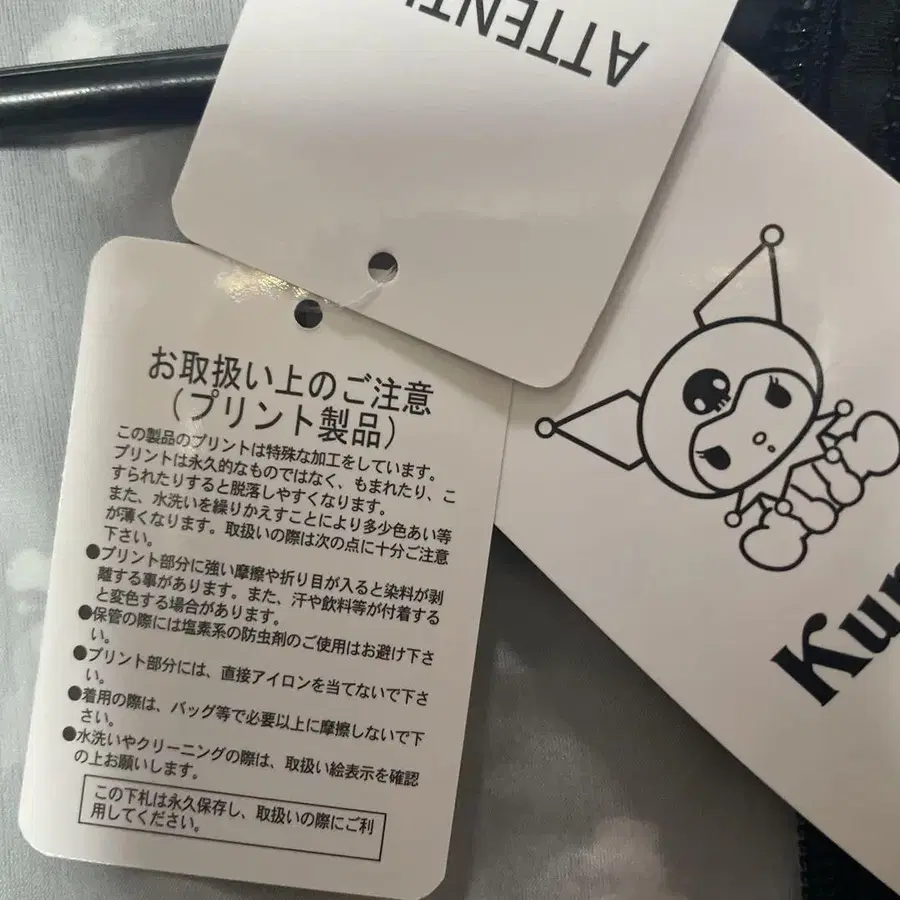 ATTENTI
お取扱い上のご注意
（プリント製品）
この製品のプリントは特殊な加工をしています。
プリントは永久的なものではなく、もまれたり、こ
すられたりすると脱落しやすくなります。
また、水洗いを繰りかえすことにより多少色あい等
が薄くなります。取扱いの際は次の点に十分ご注意
下さい。
●プリント部分に強い摩擦や折り目が入ると染料が剥
離する事があります。また、汗や飲料等が付着する
と変色する場合があります。
●保管の際には塩素系の防虫剤のご使用はお避け下さ
い。
●プリント部分には、直接アイロンを当てないで下さ
い。
●着用の際は、バッグ等で必要以上に摩擦しないで下
さい。
●水洗いやクリーニングの際は、取扱い絵表示を確認
の上お願いします。
この下札は永久保存し、取扱いの際にご利
用してください。
Kur